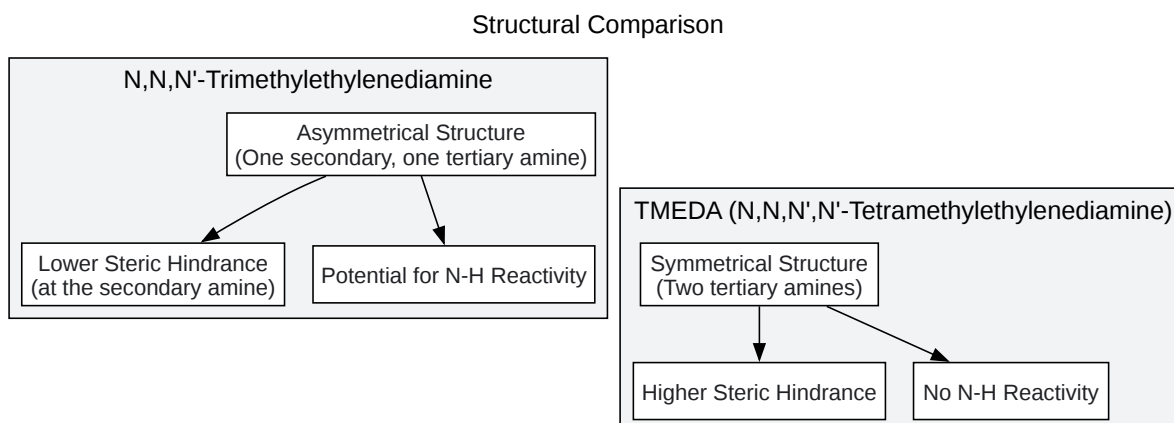 Structural Comparison
N,N,N'-Trimethylethylenediamine
Asymmetrical Structure
(One secondary, one tertiary amine)
Lower Steric Hindrance
(at the secondary amine)
Potential for N-H Reactivity
TMEDA (N,N,N',N'-Tetramethylethylenediamine)
Symmetrical Structure
(Two tertiary amines)
Higher Steric Hindrance
No N-H Reactivity